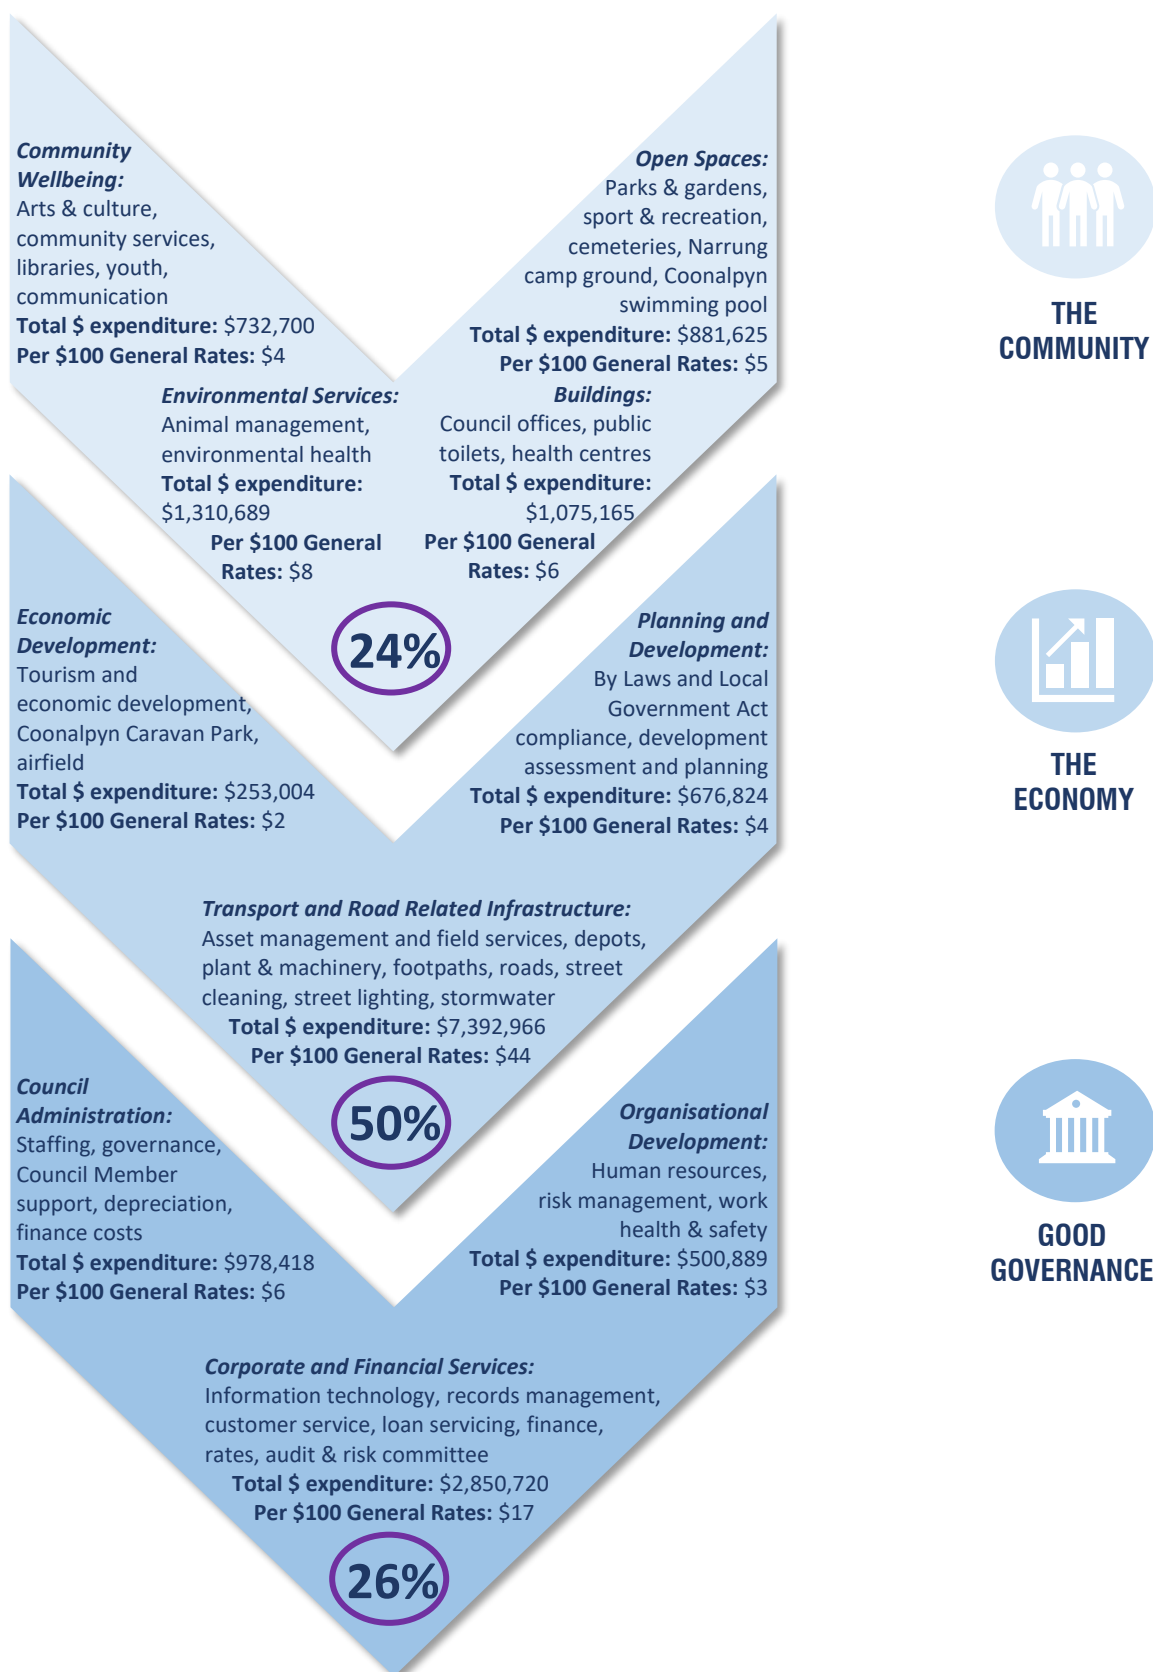 Community
Wellbeing:
Arts & culture,
community services,
libraries, youth,
communication
Total $ expenditure: $732,700
Per $100 General Rates: $4
Open Spaces:
Parks & gardens,
sport & recreation,
cemeteries, Narrung
camp ground, Coonalpyn
swimming pool
Total $ expenditure: $881,625
Per $100 General Rates: $5
Environmental Services:
Animal management,
environmental health
Total $ expenditure:
$1,310,689
Per $100 General
Rates: $8
Buildings:
Council offices, public
toilets, health centres
Total $ expenditure:
$1,075,165
Per $100 General
Rates: $6
24%
THE
COMMUNITY
Economic
Development:
Tourism and
economic development,
Coonalpyn Caravan Park,
airfield
Total $ expenditure: $253,004
Per $100 General Rates: $2
Planning and
Development:
By Laws and Local
Government Act
compliance, development
assessment and planning
Total $ expenditure: $676,824
Per $100 General Rates: $4
Transport and Road Related Infrastructure:
Asset management and field services, depots,
plant & machinery, footpaths, roads, street
cleaning, street lighting, stormwater
Total $ expenditure: $7,392,966
Per $100 General Rates: $44
50%
THE
ECONOMY
Council
Administration:
Staffing, governance,
Council Member
support, depreciation,
finance costs
Total $ expenditure: $978,418
Per $100 General Rates: $6
Organisational
Development:
Human resources,
risk management, work
health & safety
Total $ expenditure: $500,889
Per $100 General Rates: $3
Corporate and Financial Services:
Information technology, records management,
customer service, loan servicing, finance,
rates, audit & risk committee
Total $ expenditure: $2,850,720
Per $100 General Rates: $17
26%
GOOD
GOVERNANCE